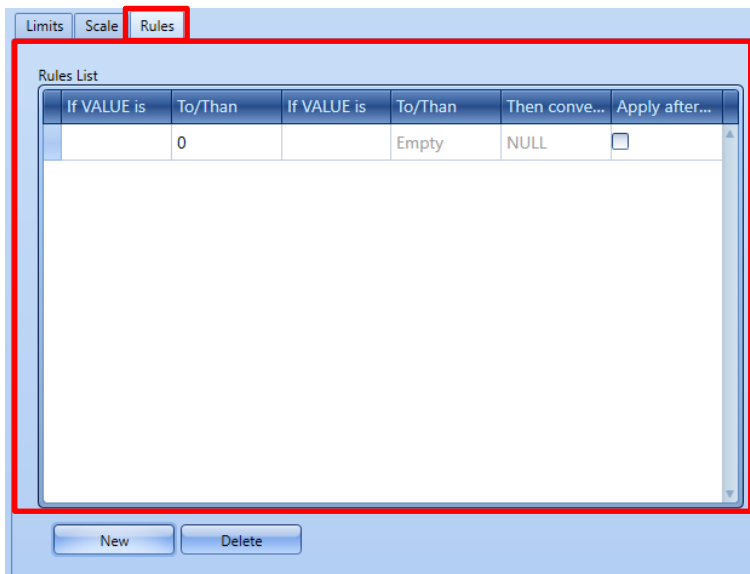 Limits Scale Rules
Rules List
If VALUE is To/Than If VALUE is To/Than Then conve... Apply after...
0 Empty NULL
New Delete